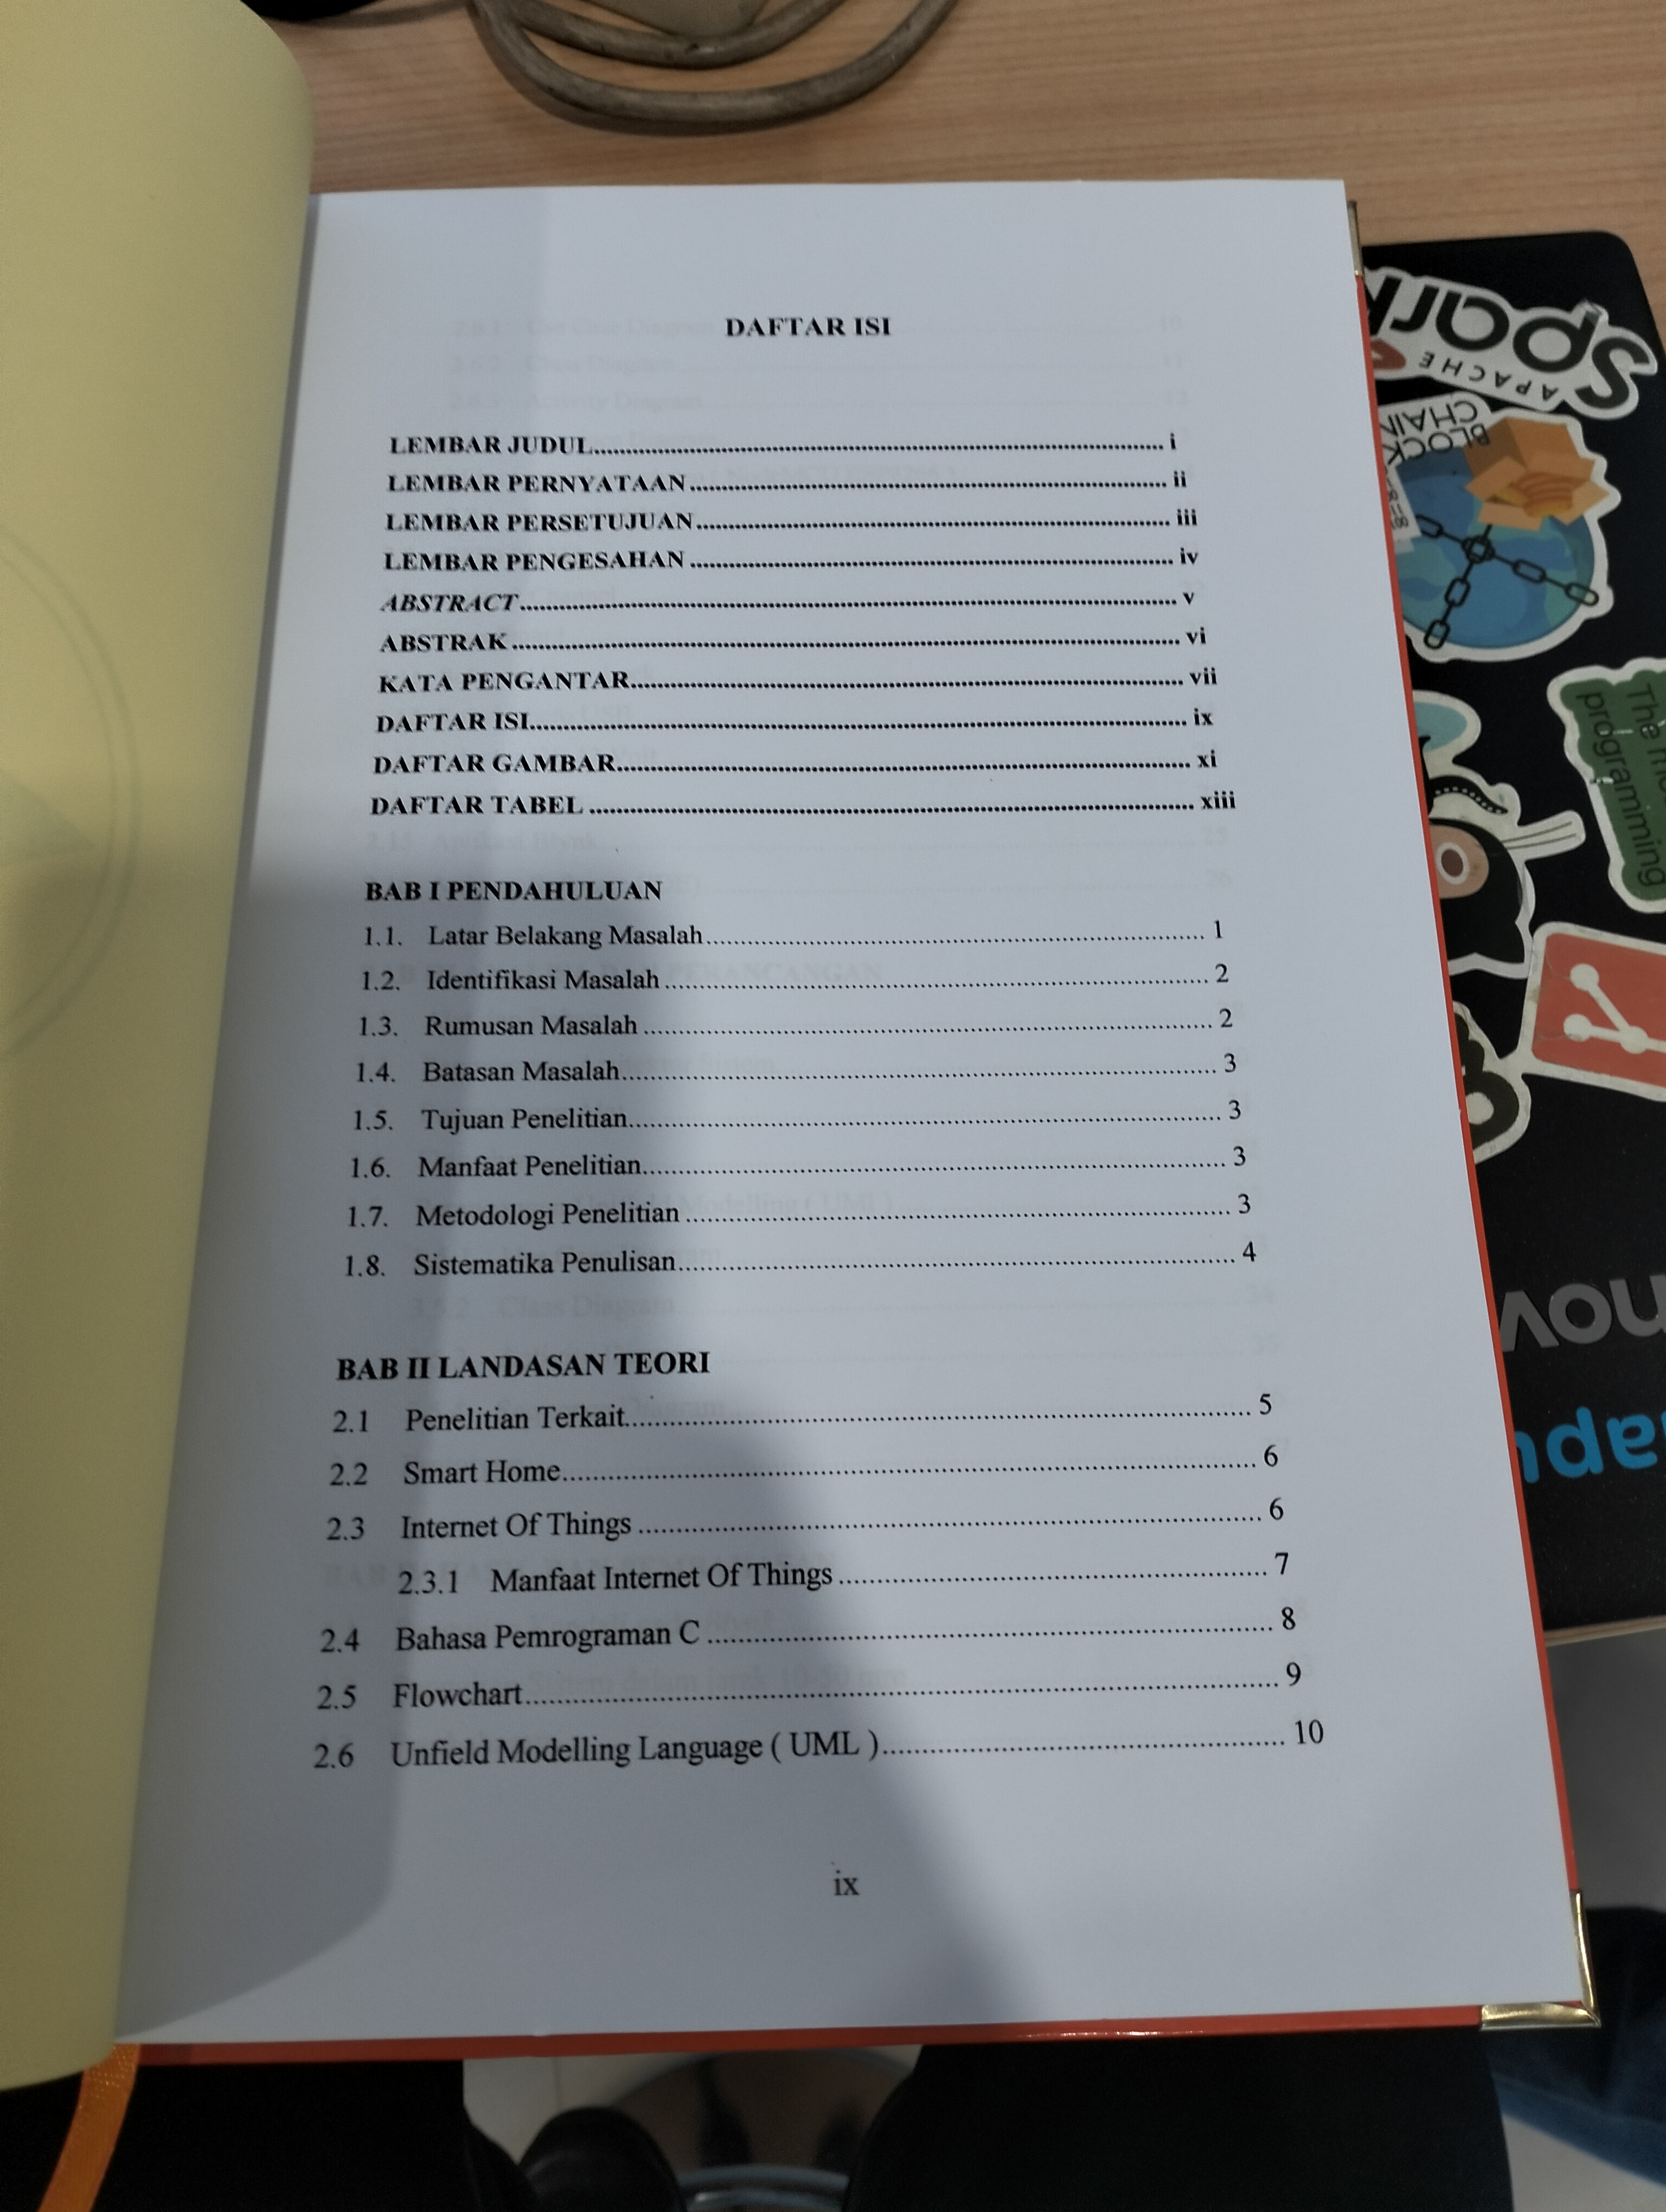 DAFTAR ISI
LEMBAR JUDUL.................... i
LEMBAR PERNYATAAN.................... ii
LEMBAR PERSETUJUAN.................... iii
LEMBAR PENGESAHAN.................... iv
ABSTRACT.................... v
ABSTRAK.................... vi
KATA PENGANTAR.................... vii
DAFTAR ISI.................... ix
DAFTAR GAMBAR.................... xi
DAFTAR TABEL.................... xiii
BAB I PENDAHULUAN
1.1. Latar Belakang Masalah.................... 1
1.2. Identifikasi Masalah.................... 2
1.3. Rumusan Masalah.................... 2
1.4. Batasan Masalah.................... 3
1.5. Tujuan Penelitian.................... 3
1.6. Manfaat Penelitian.................... 3
1.7. Metodologi Penelitian.................... 3
1.8. Sistematika Penulisan.................... 4
BAB II LANDASAN TEORI
2.1 Penelitian Terkait.................... 5
2.2 Smart Home.................... 6
2.3 Internet Of Things.................... 6
2.3.1 Manfaat Internet Of Things.................... 7
2.4 Bahasa Pemrograman C.................... 8
2.5 Flowchart.................... 9
2.6 Unfield Modelling Language ( UML ).................... 10
ix
APACHE
Spark
BLOCK
CHAIN
The
programming